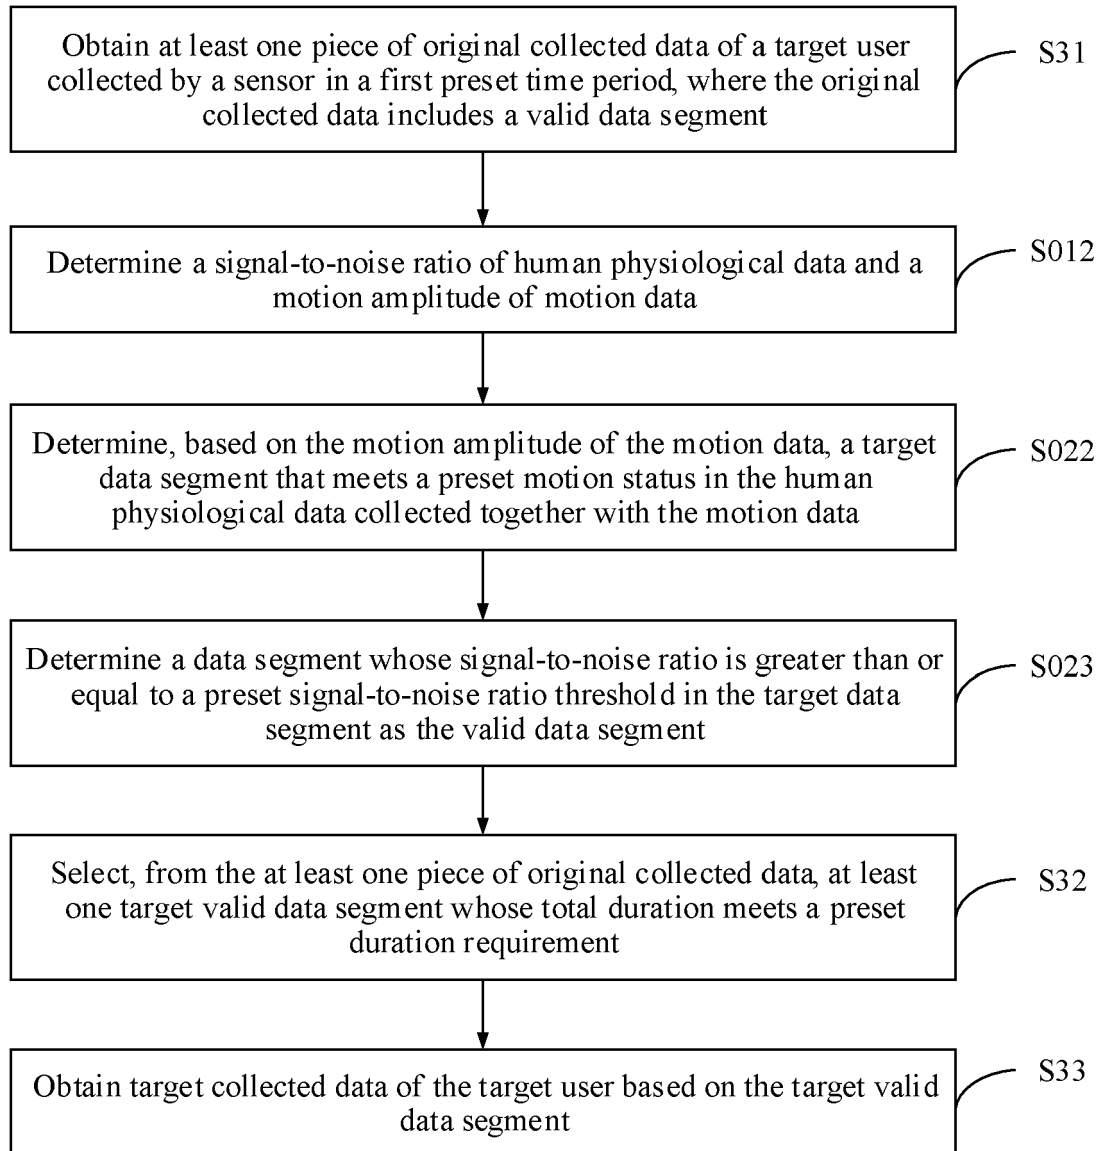 Obtain at least one piece of original collected data of a target user
collected by a sensor in a first preset time period, where the original
collected data includes a valid data segment
S31
Determine a signal-to-noise ratio of human physiological data and a
motion amplitude of motion data
S012
Determine, based on the motion amplitude of the motion data, a target
data segment that meets a preset motion status in the human
physiological data collected together with the motion data
S022
Determine a data segment whose signal-to-noise ratio is greater than or
equal to a preset signal-to-noise ratio threshold in the target data
segment as the valid data segment
S023
Select, from the at least one piece of original collected data, at least
one target valid data segment whose total duration meets a preset
duration requirement
S32
Obtain target collected data of the target user based on the target valid
data segment
S33